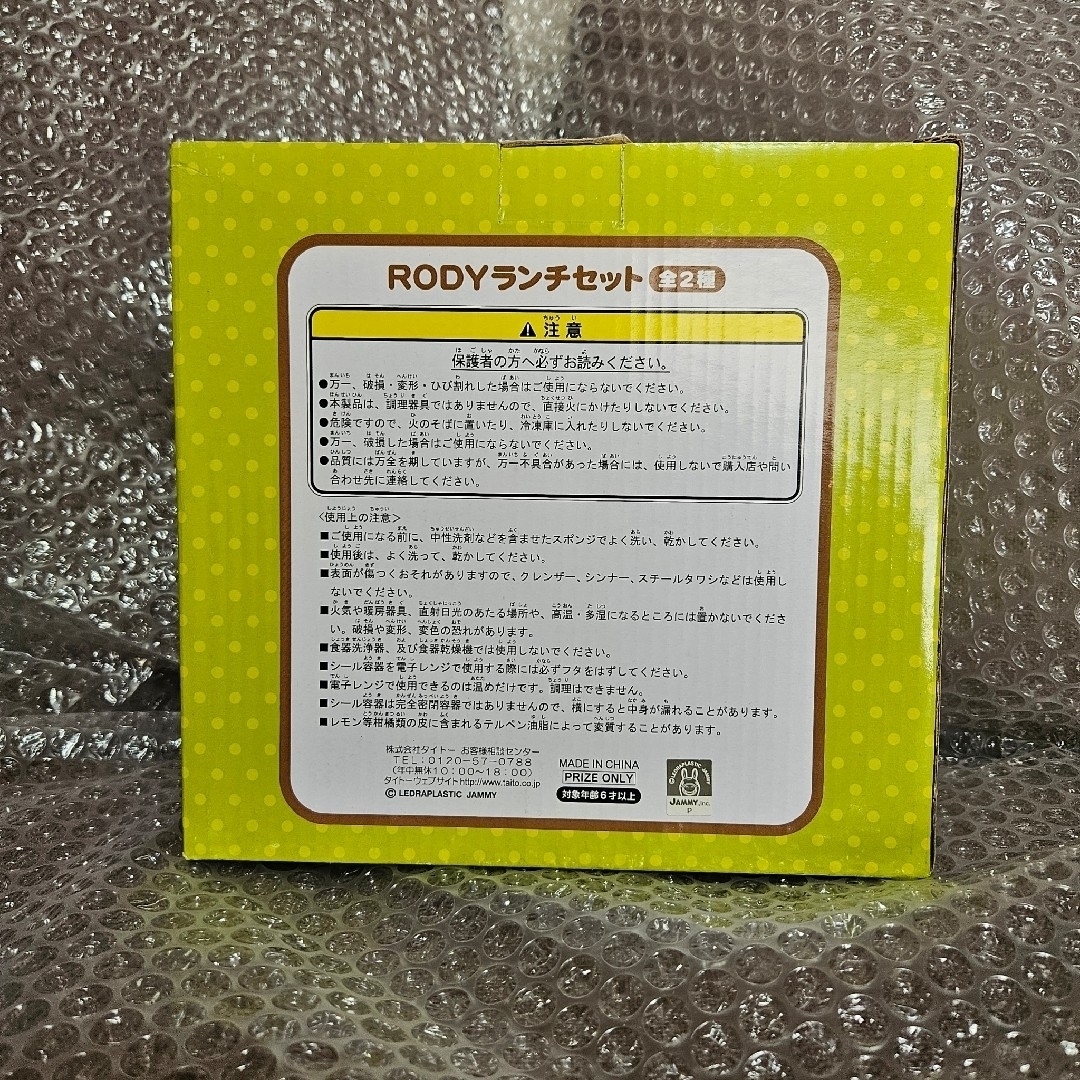 RODYランチセット 全2種
⚠注意
保護者の方へ必ずお読みください。
●万一、破損・変形・ひび割れした場合はご使用にならないでください。
●本製品は、調理器具ではありませんので、直接火にかけたりしないでください。
●危険ですので、火のそばに置いたり、冷凍庫に入れたりしないでください。
●万一、破損した場合はご使用にならないでください。
●品質には万全を期していますが、万一不具合があった場合には、使用しないで購入店や問い
合わせ先に連絡してください。
〈使用上の注意〉
■ご使用になる前に、中性洗剤などを含ませたスポンジでよく洗い、乾かしてください。
■使用後は、よく洗って、乾かしてください。
■表面が傷つくおそれがありますので、クレンザー、シンナー、スチールタワシなどは使用し
ないでください。
■火気や暖房器具、直射日光のあたる場所や、高温・多湿になるところには置かないでくださ
い。破損や変形、変色の恐れがあります。
■食器洗浄器、及び食器乾燥機では使用しないでください。
■シール容器を電子レンジで使用する際には必ずフタをはずしてください。
■電子レンジで使用できるのは温めだけです。調理はできません。
■シール容器は完全密閉容器ではありませんので、横にすると中身が漏れることがあります。
■レモン等柑橘類の皮に含まれるテルペン油脂によって変質することがあります。
株式会社タイトー お客様相談センター
TEL:0120-57-0788
(年中無休10:00〜18:00)
タイトーウェブサイトhttp://www.taito.co.jp
© LEDRAPLASTIC JAMMY
MADE IN CHINA
PRIZE ONLY
対象年齢6才以上
©LEDRAPLASTIC JAMMY
JAMMY,Inc.
P